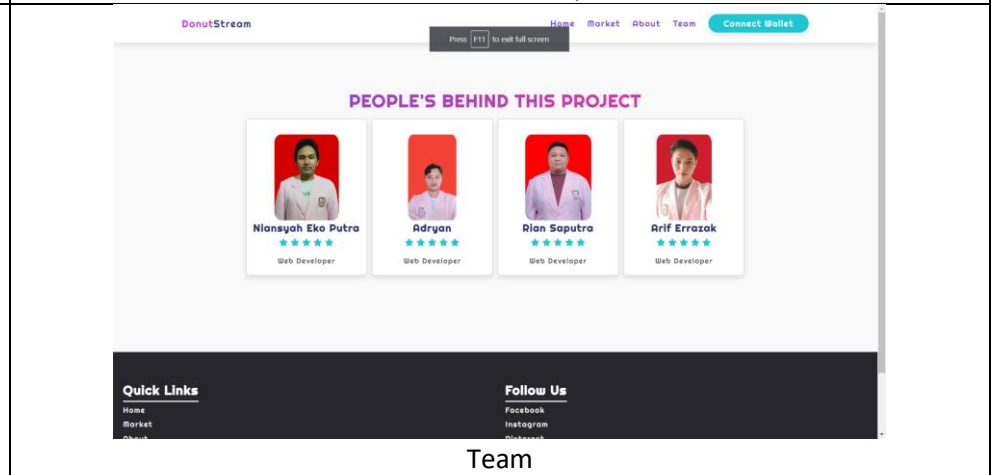 DonutStream
Home Market About Team Connect Wallet
Press F11 to exit full screen
PEOPLE'S BEHIND THIS PROJECT
Niansyah Eko Putra
Adryan
Rian Saputra
Arif Errazak
Web Developer
Web Developer
Web Developer
Web Developer
Quick Links
Follow Us
Home
Facebook
Market
Instagram
About
Pinterest
Team